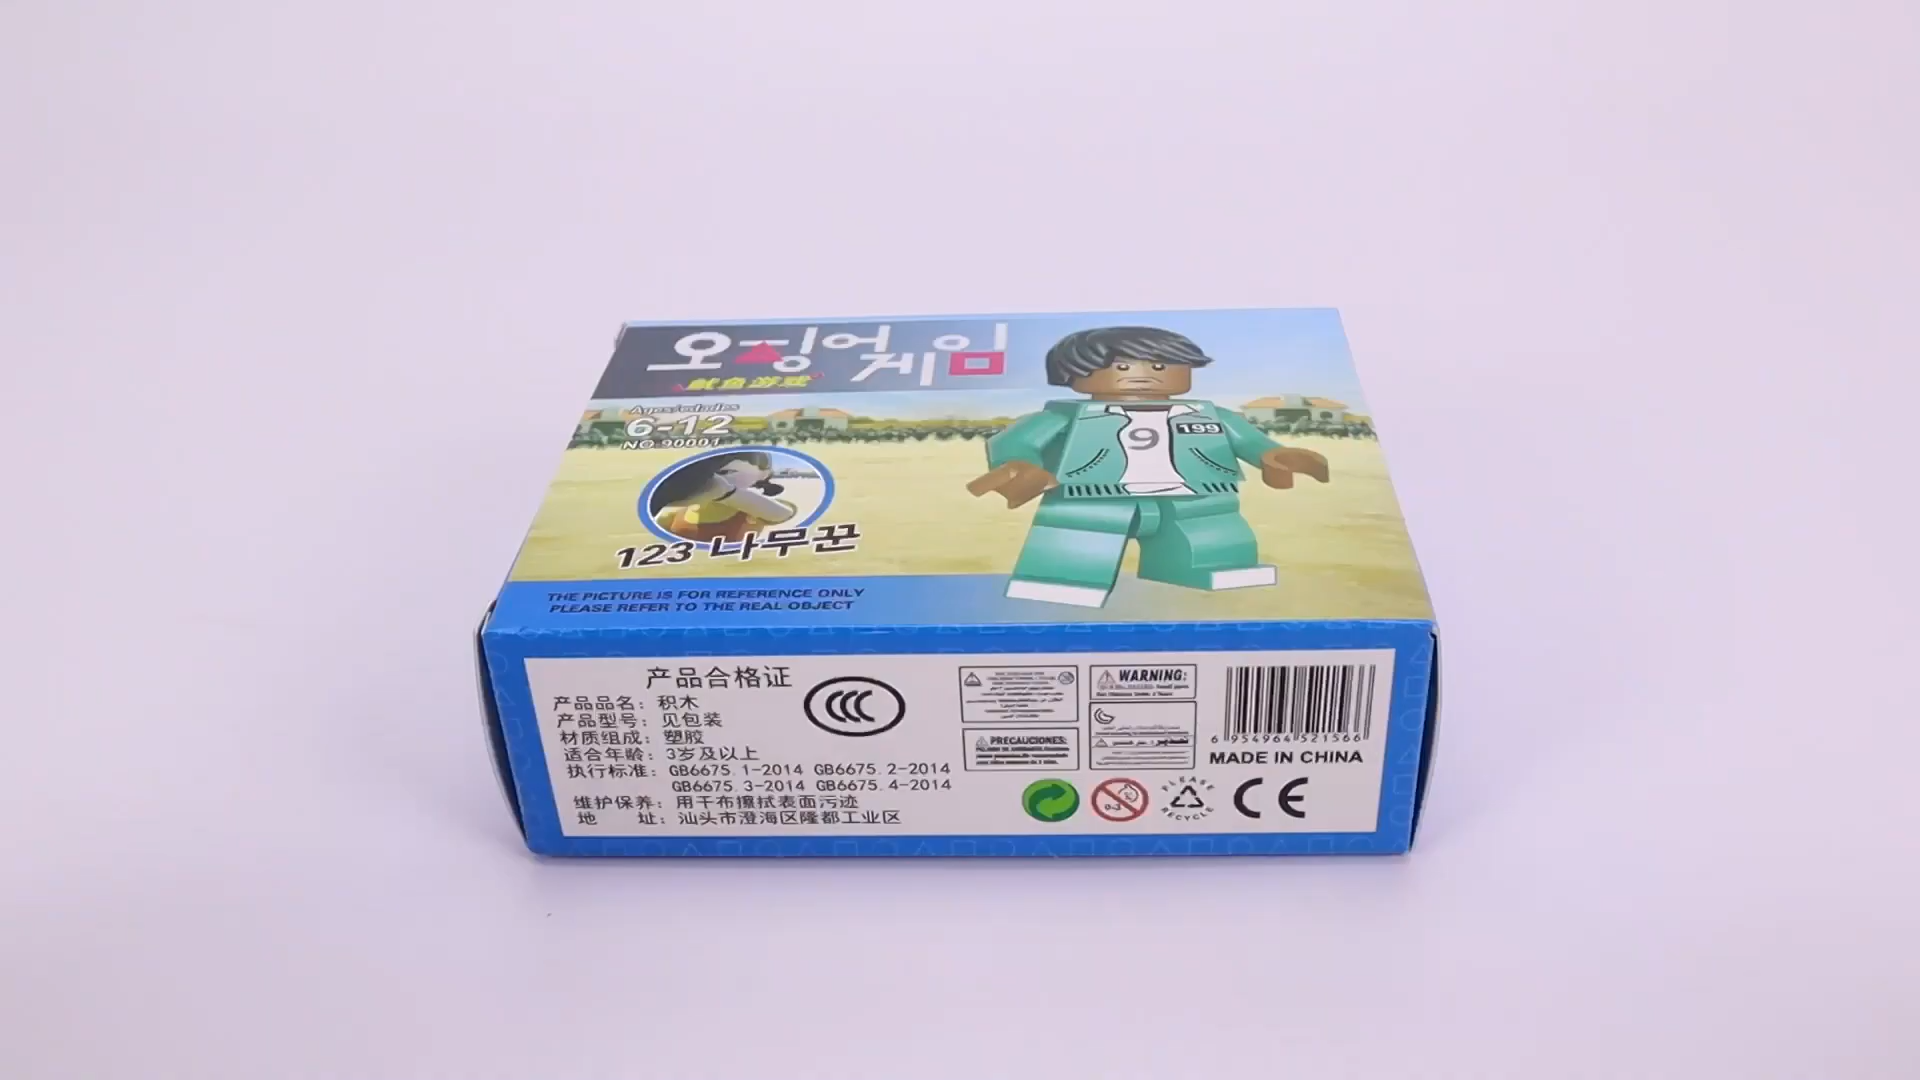 오징어 게임
鱿鱼游戏
Ages/edades
6-12
NO.90001
9
199
123 나무꾼
THE PICTURE IS FOR REFERENCE ONLY
PLEASE REFER TO THE REAL OBJECT
产品合格证
产品品名: 积木
产品型号: 见包装
材质组成: 塑胶
适合年龄: 3岁及以上
执行标准: GB6675.1-2014 GB6675.2-2014
GB6675.3-2014 GB6675.4-2014
维护保养: 用干布擦拭表面污迹
地 址: 汕头市澄海区隆都工业区
CCC
WARNING:
PRECAUCIONES:
تحذير:
6 954964 521566
MADE IN CHINA
0-3
PLEASE RECYCLE
CE